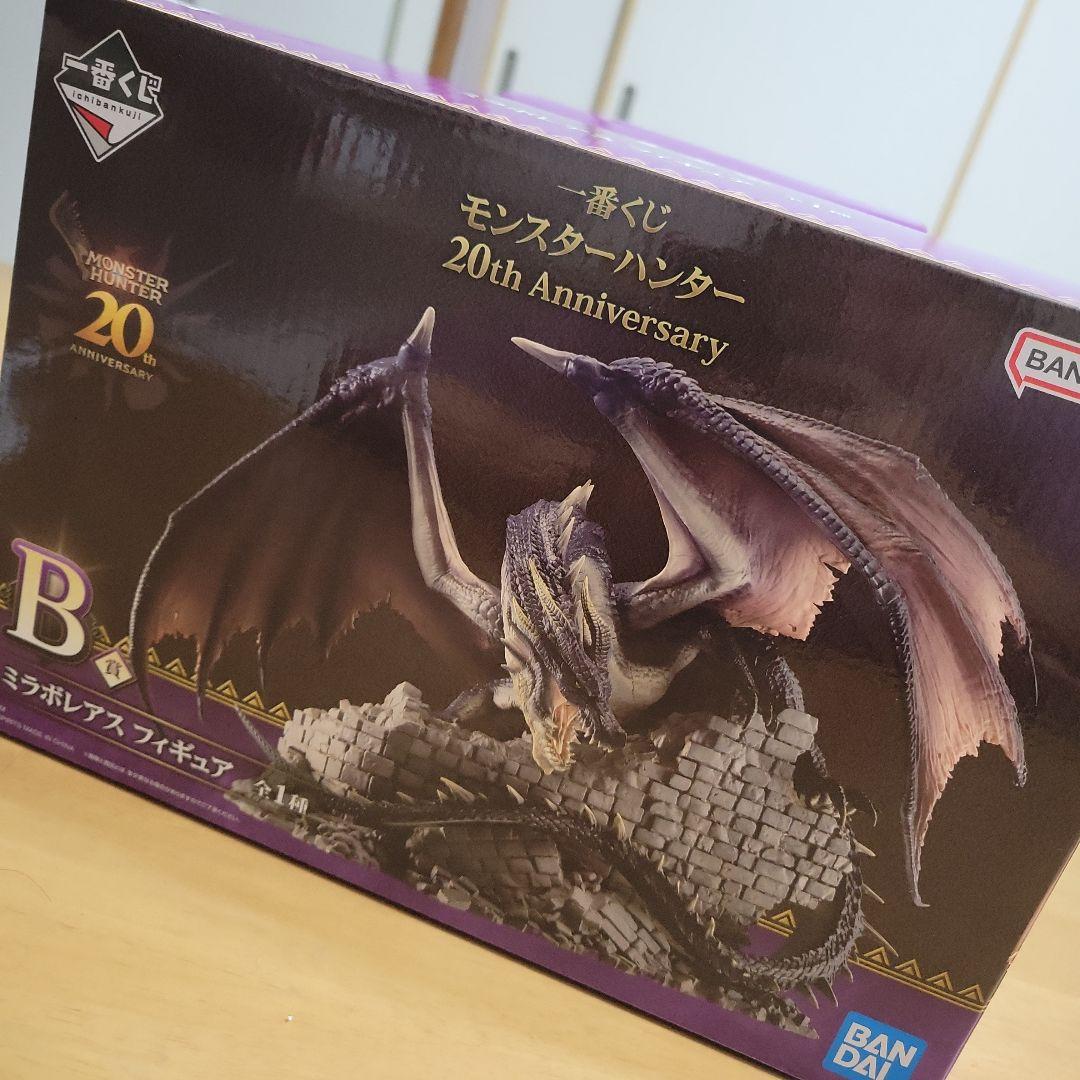 一番くじ
ichibankuji
一番くじ
モンスターハンター
20th Anniversary
MONSTER
HUNTER
20th
ANNIVERSARY
BAN
B
賞
ミラボレアス フィギュア
全1種
BAN
DAI